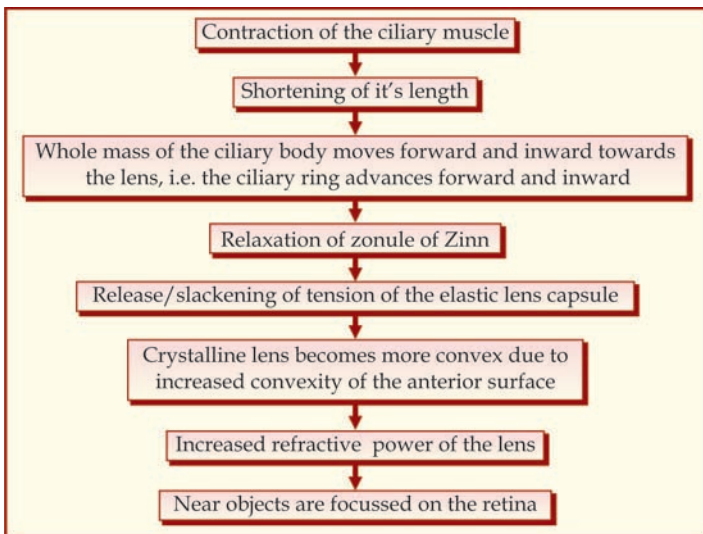 Contraction of the ciliary muscle
Shortening of it's length
Whole mass of the ciliary body moves forward and inward towards
the lens, i.e. the ciliary ring advances forward and inward
Relaxation of zonule of Zinn
Release/slackening of tension of the elastic lens capsule
Crystalline lens becomes more convex due to
increased convexity of the anterior surface
Increased refractive power of the lens
Near objects are focussed on the retina